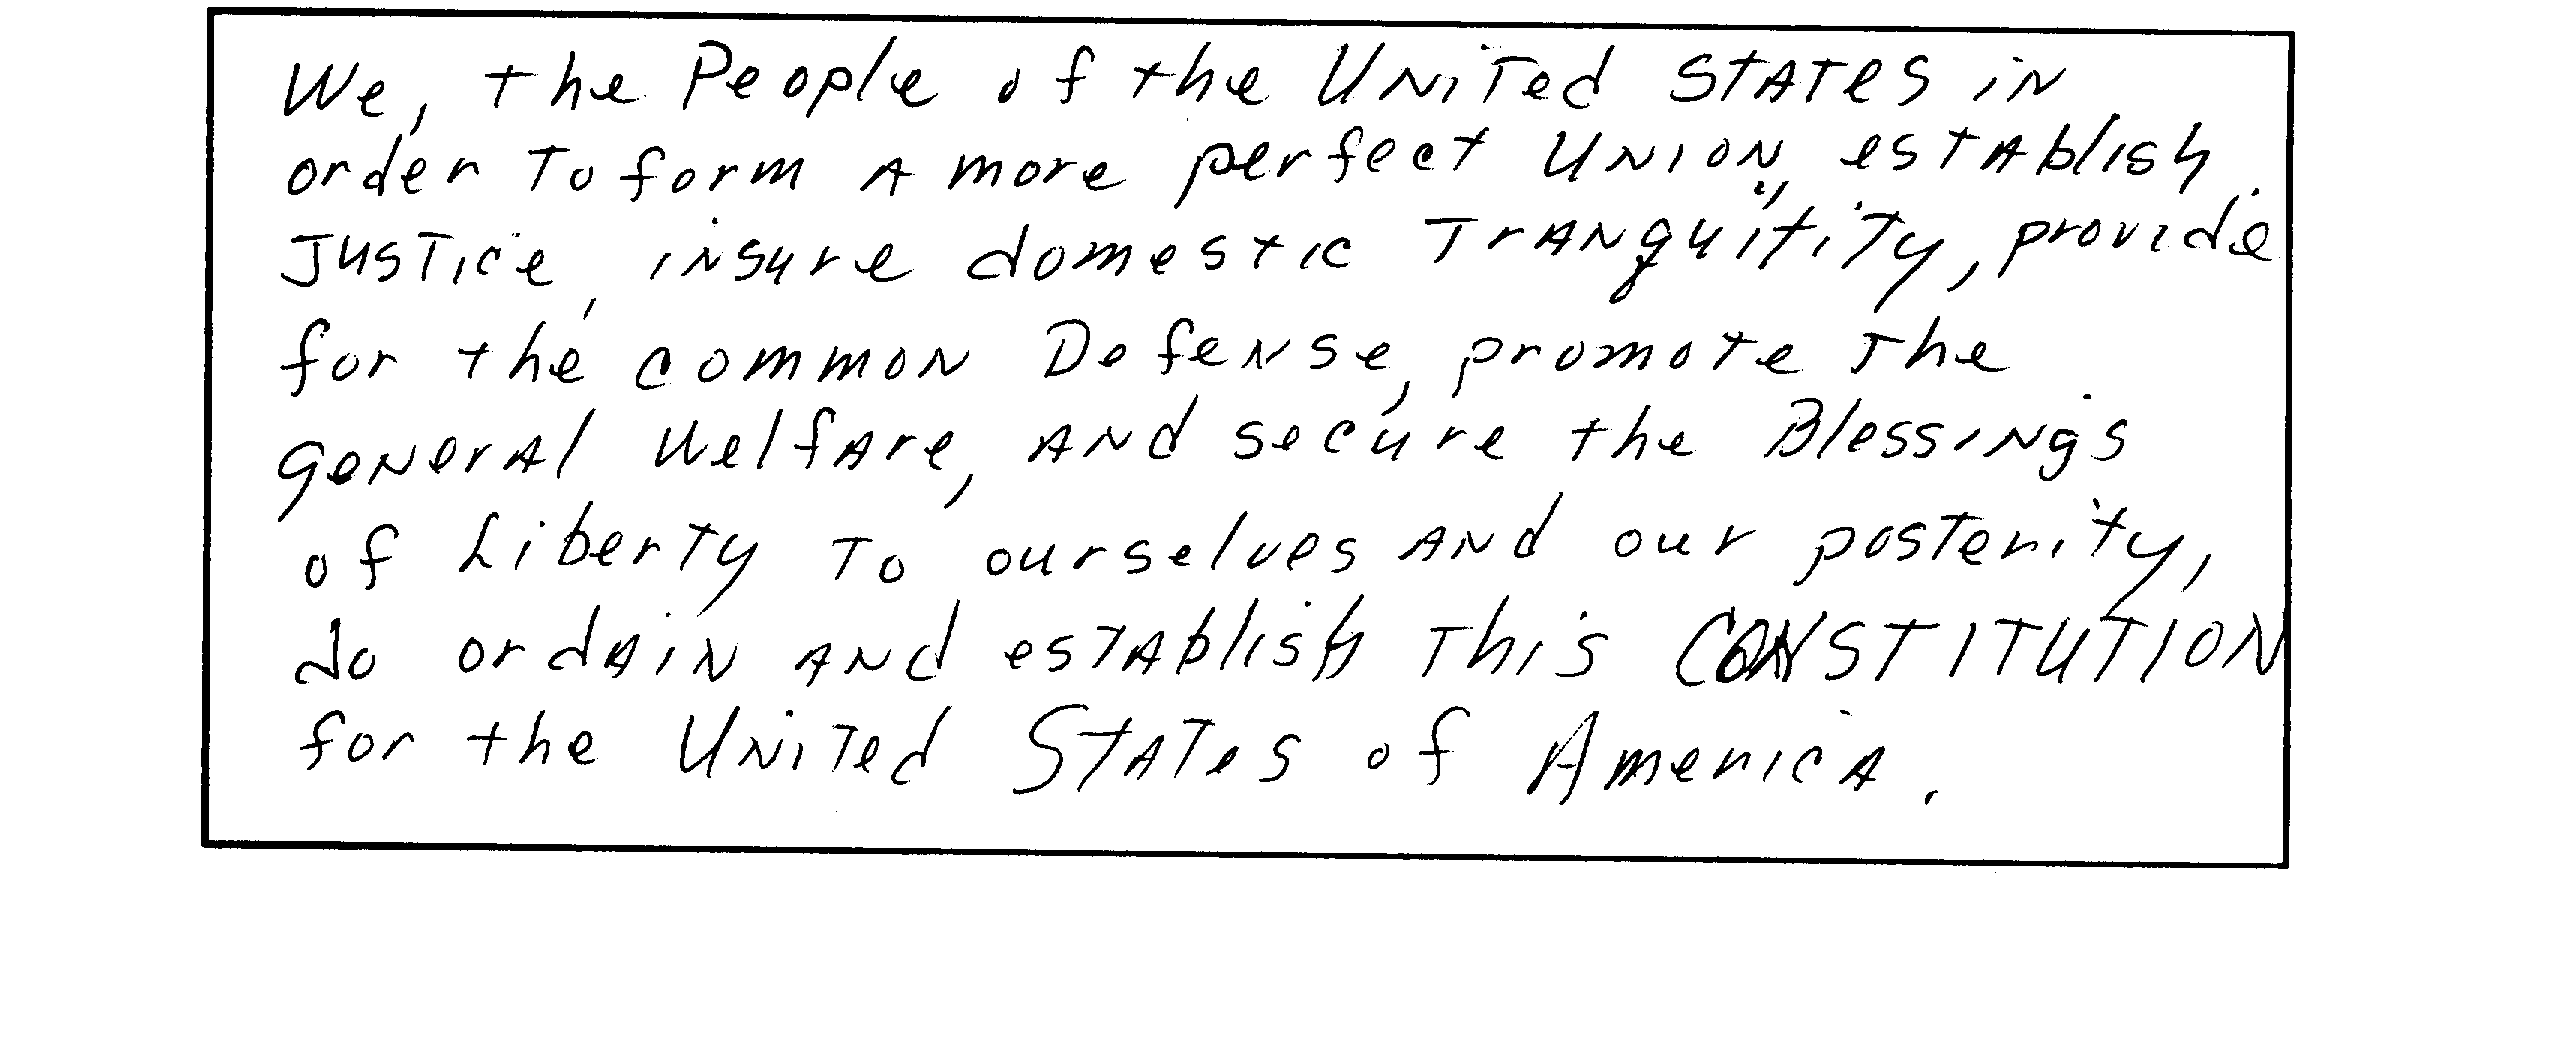 We, the People of the United States in
order to form a more perfect Union, establish
Justice, insure domestic Tranquitity, provide
for the common Defense, promote the
general Welfare, and secure the Blessings
of Liberty to ourselves and our posterity,
do ordain and establish this CONSTITUTION
for the United States of America.